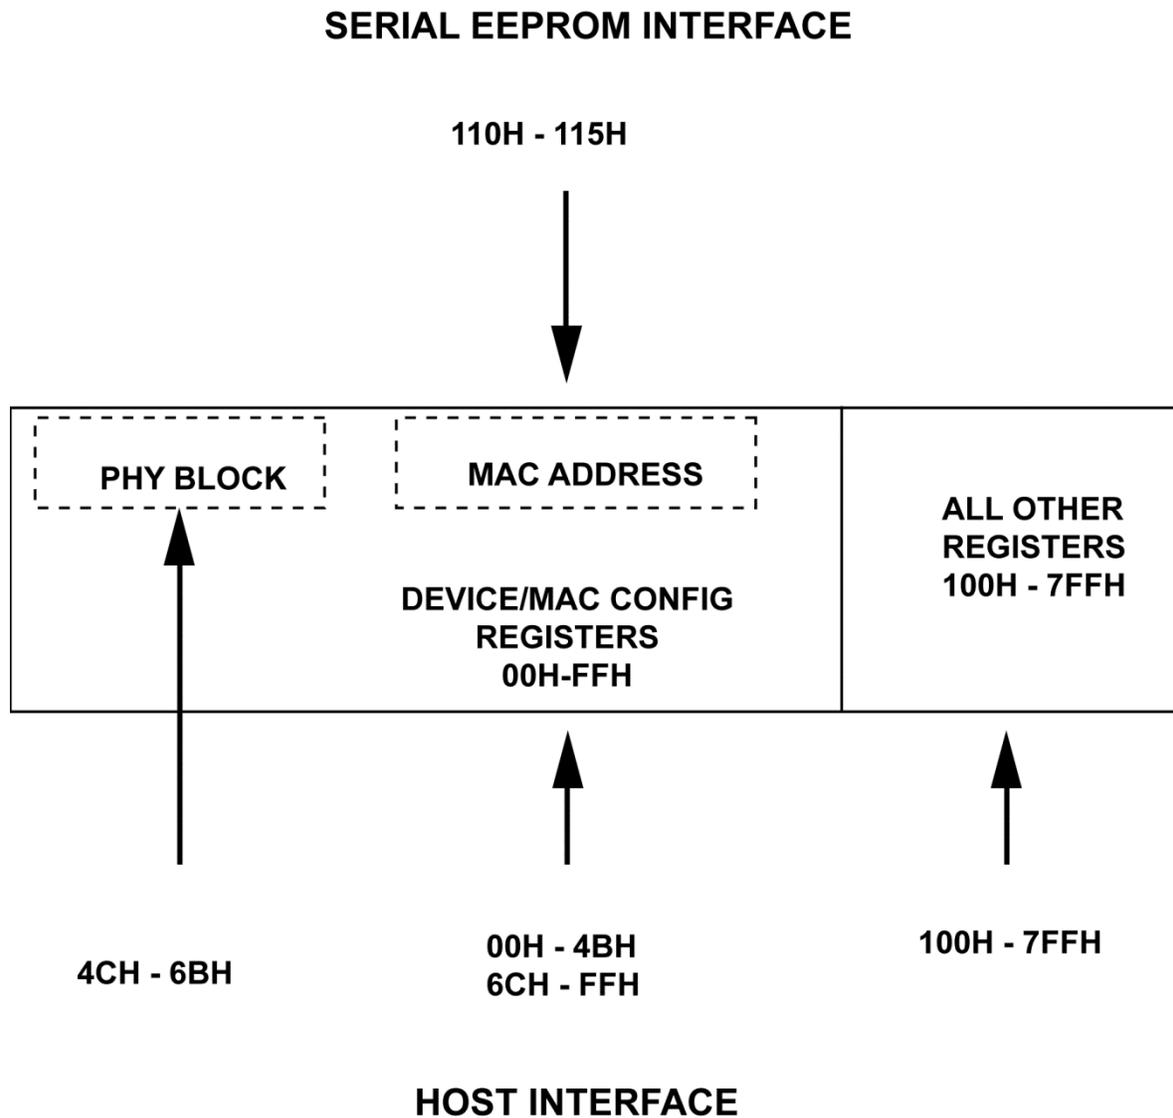 SERIAL EEPROM INTERFACE
110H - 115H
PHY BLOCK
MAC ADDRESS
DEVICE/MAC CONFIG
REGISTERS
00H-FFH
ALL OTHER
REGISTERS
100H - 7FFH
4CH - 6BH
00H - 4BH
6CH - FFH
100H - 7FFH
HOST INTERFACE